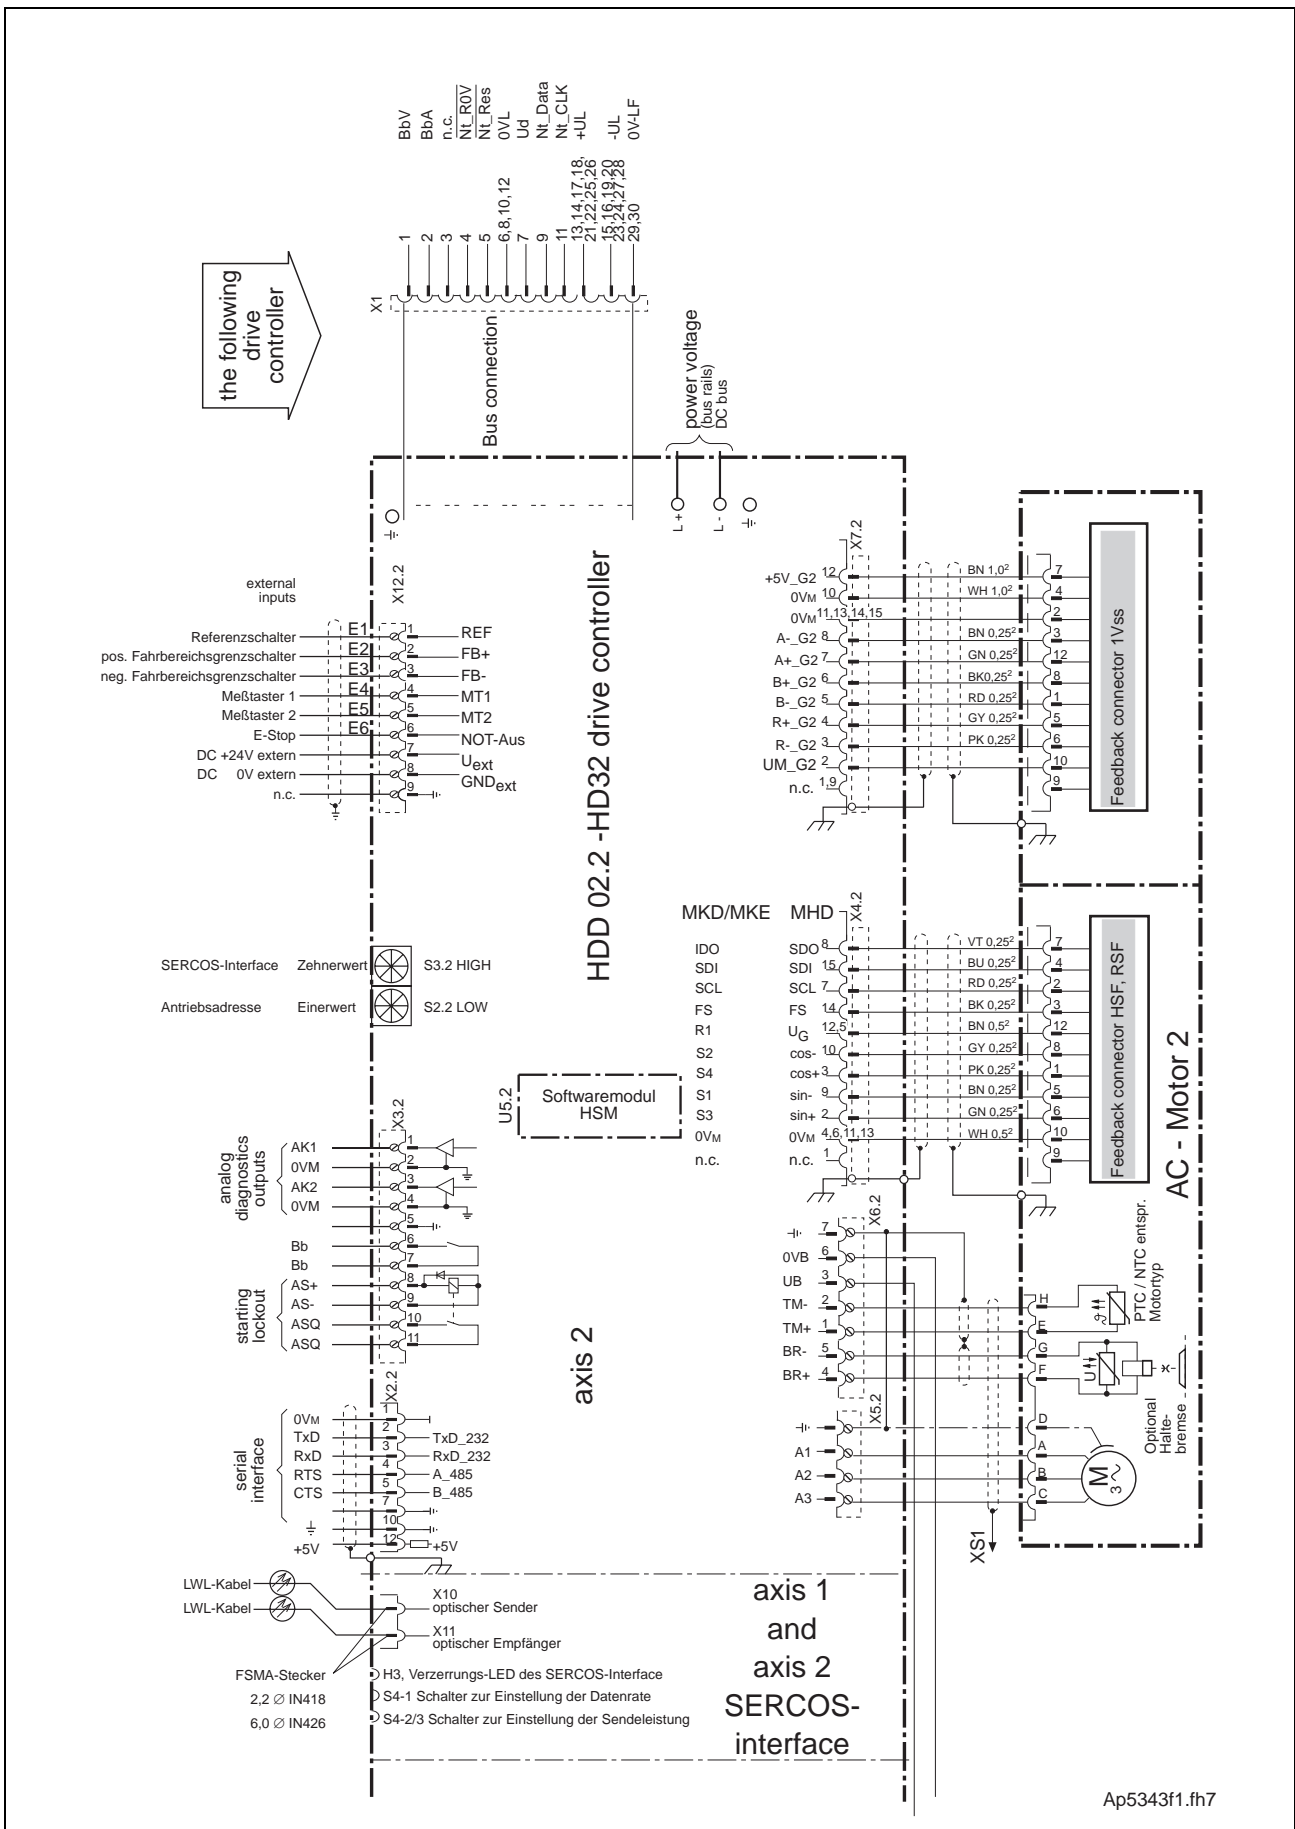 BbV
BbA
n.c.
Nt_R0V
Nt_Res
0VL
Ud
Nt_Data
Nt_CLK
+UL
-UL
0V-LF
1
2
3
4
5
6,8,10,12
7
9
11
13,14,17,18,
21,22,25,26
15,16,19,20
23,24,27,28
29,30
the following
drive
controller
X1
Bus connection
power voltage
(bus rails)
DC bus
L +
L -
HDD 02.2 -HD32 drive controller
external
inputs
X12.2
Referenzschalter E1 1 REF
pos. Fahrbereichsgrenzschalter E2 2 FB+
neg. Fahrbereichsgrenzschalter E3 3 FB-
Meßtaster 1 E4 4 MT1
Meßtaster 2 E5 5 MT2
E-Stop E6 6 NOT-Aus
DC +24V extern 7 Uext
DC 0V extern 8 GNDext
n.c. 9
X7.2
+5V_G2 12 BN 1,0² 7
0VM 10 WH 1,0² 4
0VM 11,13,14,15 2
A-_G2 8 BN 0,25² 3
A+_G2 7 GN 0,25² 12
B+_G2 6 BK0,25² 8
B-_G2 5 RD 0,25² 1
R+_G2 4 GY 0,25² 5
R-_G2 3 PK 0,25² 6
UM_G2 2 10
n.c. 1,9 9
Feedback connector 1Vss
SERCOS-Interface Zehnerwert S3.2 HIGH
Antriebsadresse Einerwert S2.2 LOW
U5.2
Softwaremodul
HSM
MKD/MKE MHD X4.2
IDO SDO 8 VT 0,25² 7
SDI SDI 15 BU 0,25² 4
SCL SCL 7 RD 0,25² 2
FS FS 14 BK 0,25² 3
R1 UG 12,5 BN 0,5² 12
S2 cos- 10 GY 0,25² 8
S4 cos+ 3 PK 0,25² 1
S1 sin- 9 BN 0,25² 5
S3 sin+ 2 GN 0,25² 6
0VM 0VM 4,6,11,13 WH 0,5² 10
n.c. n.c. 1 9
Feedback connector HSF, RSF
AC - Motor 2
X3.2
analog
diagnostics
outputs
AK1 1
0VM 2
AK2 3
0VM 4
5
Bb 6
Bb 7
starting
lockout
AS+ 8
AS- 9
ASQ 10
ASQ 11
axis 2
X6.2
7
0VB 6
UB 3
TM- 2 H
TM+ 1 E
BR- 5 G
BR+ 4 F
PTC / NTC entspr.
Motortyp
U
Optional
Halte-
bremse
X5.2
D
A1 A
A2 B
A3 C
M
3
XS1
X2.2
serial
interface
0VM 1
TxD 2 TxD_232
RxD 3 RxD_232
RTS 4 A_485
CTS 5 B_485
7
10
+5V 12 +5V
LWL-Kabel
LWL-Kabel
X10
optischer Sender
X11
optischer Empfänger
FSMA-Stecker
2,2 ∅ IN418
6,0 ∅ IN426
H3, Verzerrungs-LED des SERCOS-Interface
S4-1 Schalter zur Einstellung der Datenrate
S4-2/3 Schalter zur Einstellung der Sendeleistung
axis 1
and
axis 2
SERCOS-
interface
Ap5343f1.fh7